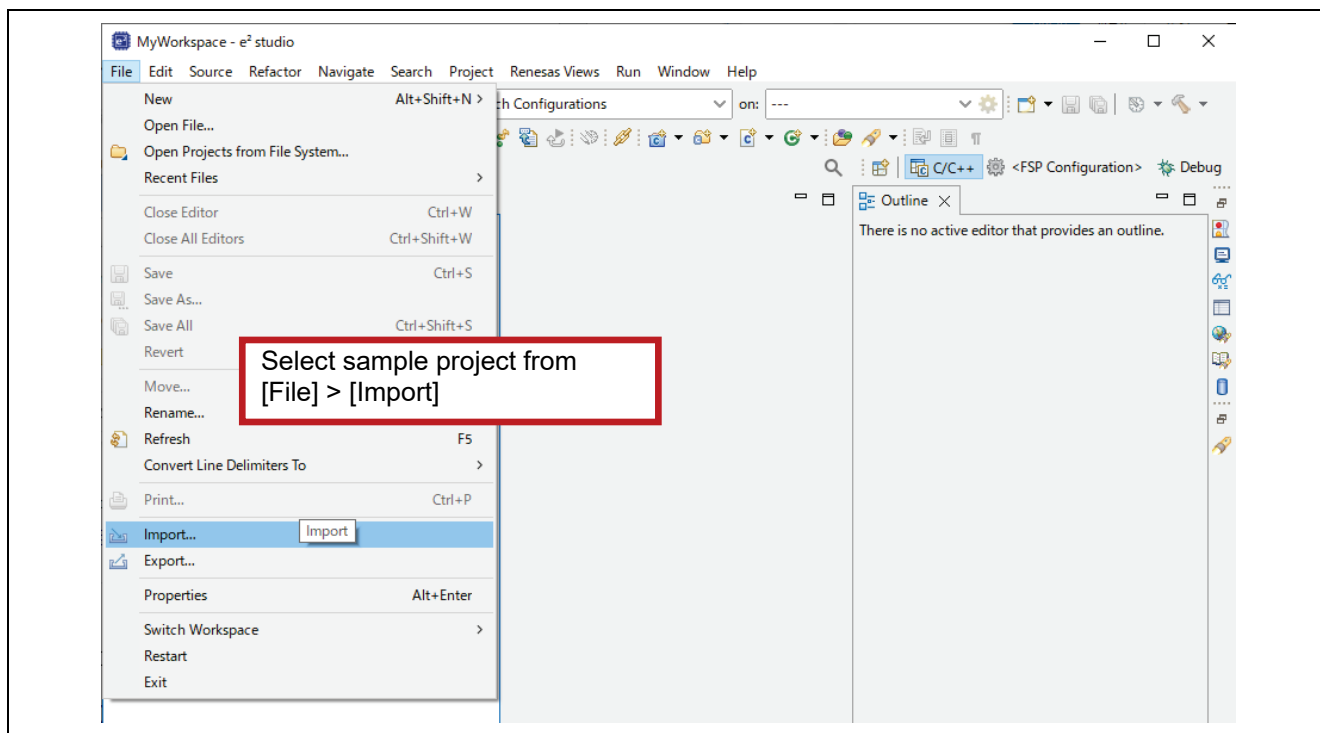 MyWorkspace - e² studio
File Edit Source Refactor Navigate Search Project Renesas Views Run Window Help
New Alt+Shift+N >
h Configurations on: ---
Open File...
Open Projects from File System...
Recent Files >
C/C++ <FSP Configuration> Debug
Close Editor Ctrl+W
Outline
Close All Editors Ctrl+Shift+W
There is no active editor that provides an outline.
Save Ctrl+S
Save As...
Save All Ctrl+Shift+S
Revert
Select sample project from
[File] > [Import]
Move...
Rename...
Refresh F5
Convert Line Delimiters To >
Print... Ctrl+P
Import... Import
Export...
Properties Alt+Enter
Switch Workspace >
Restart
Exit